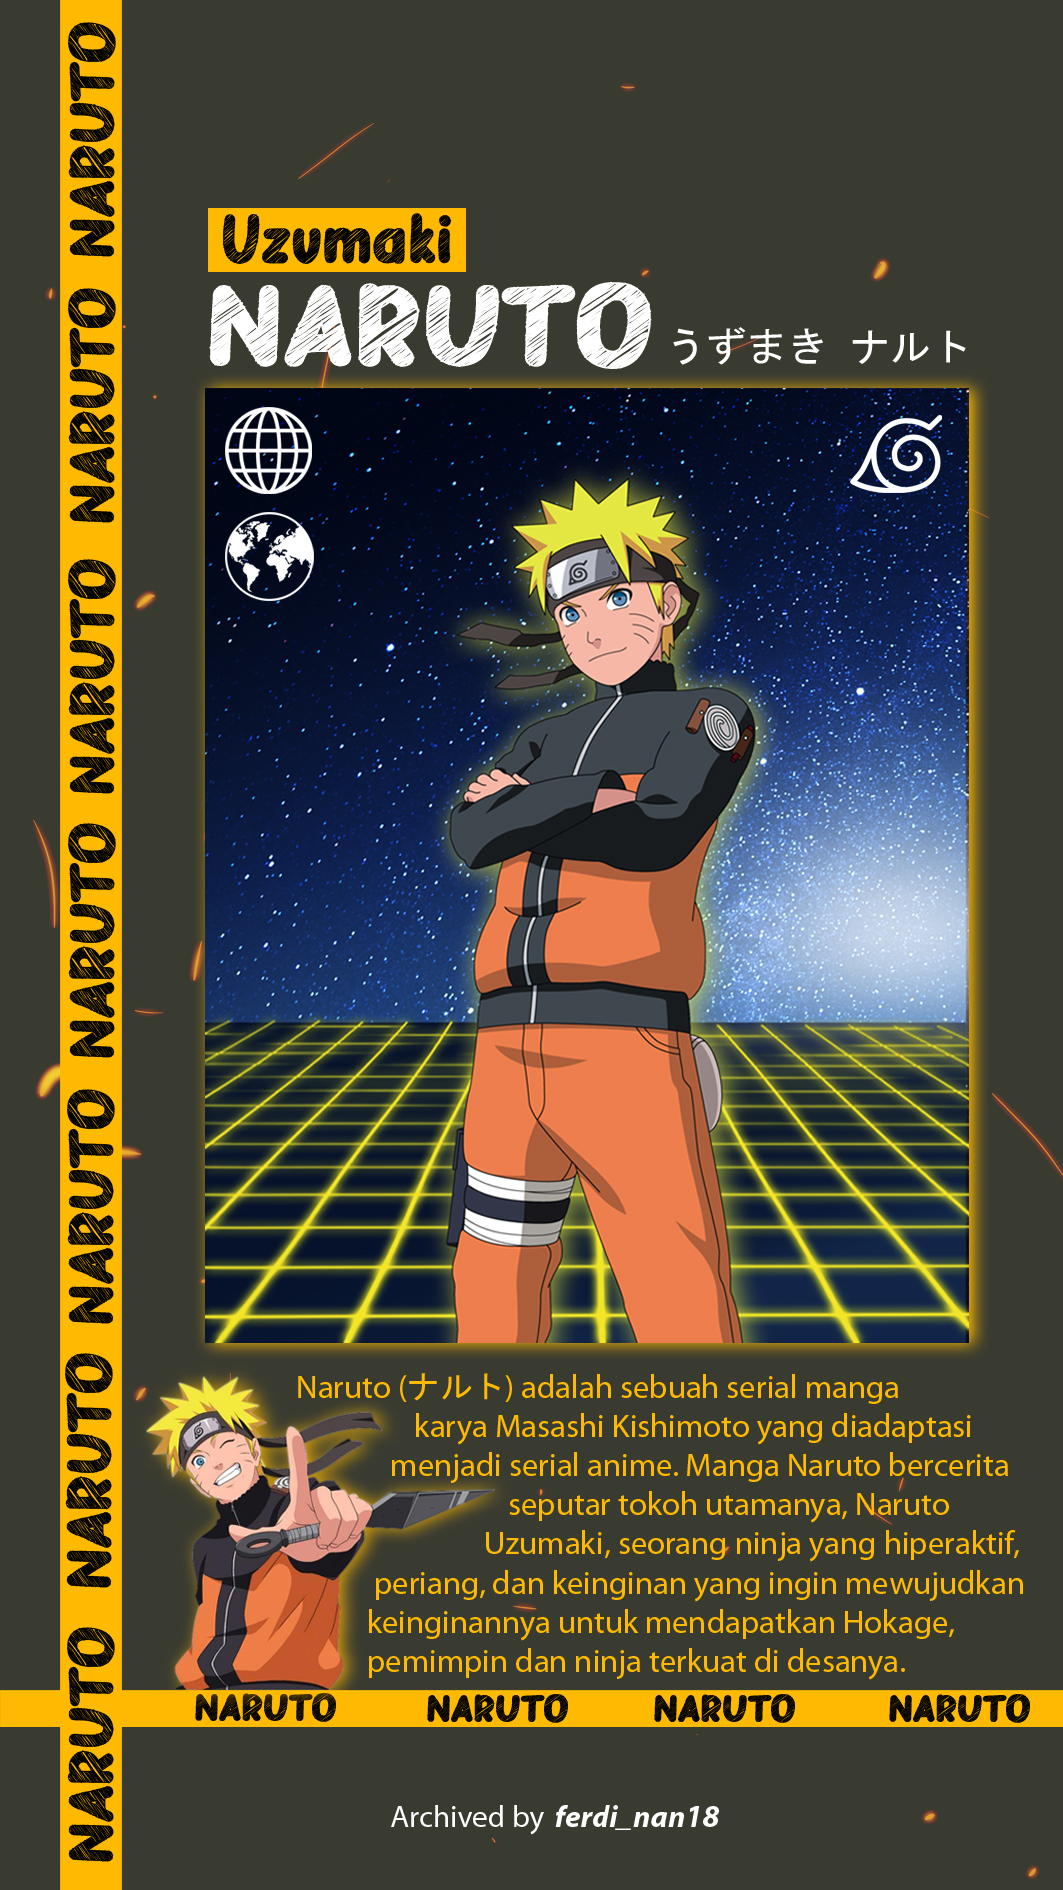 Uzumaki
NARUTO うずまき ナルト
Naruto (ナルト) adalah sebuah serial manga
karya Masashi Kishimoto yang diadaptasi
menjadi serial anime. Manga Naruto bercerita
seputar tokoh utamanya, Naruto
Uzumaki, seorang ninja yang hiperaktif,
periang, dan keinginan yang ingin mewujudkan
keinginannya untuk mendapatkan Hokage,
pemimpin dan ninja terkuat di desanya.
NARUTO NARUTO NARUTO NARUTO
NARUTO NARUTO NARUTO NARUTO NARUTO NARUTO NARUTO
Archived by ferdi_nan18